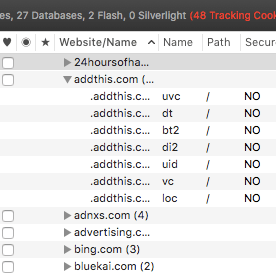 es, 27 Databases, 2 Flash, 0 Silverlight (48 Tracking Coo
Website/Name Name Path Secur
24hoursofha...
addthis.com (...
.addthis.c... uvc / NO
.addthis.c... dt / NO
.addthis.c... bt2 / NO
.addthis.c... di2 / NO
.addthis.c... uid / NO
.addthis.c... vc / NO
.addthis.c... loc / NO
adnxs.com (4)
advertising.c...
bing.com (3)
bluekai.com (2)